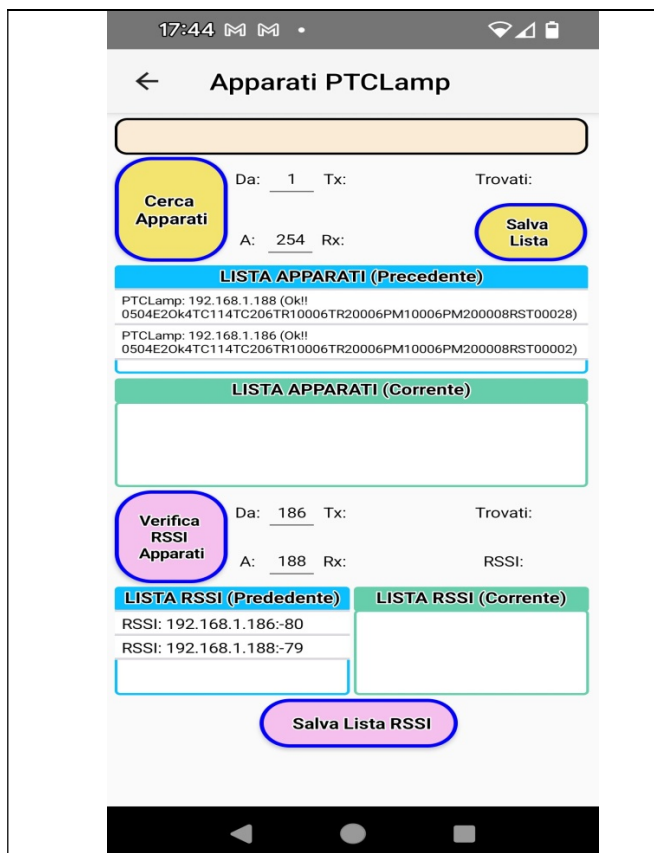 17:44
Apparati PTCLamp
Cerca
Apparati
Da: 1 Tx: Trovati:
A: 254 Rx:
Salva
Lista
LISTA APPARATI (Precedente)
PTCLamp: 192.168.1.188 (Ok!!
0504E2Ok4TC114TC206TR10006TR20006PM10006PM200008RST00028)
PTCLamp: 192.168.1.186 (Ok!!
0504E2Ok4TC114TC206TR10006TR20006PM10006PM200008RST00002)
LISTA APPARATI (Corrente)
Verifica
RSSI
Apparati
Da: 186 Tx: Trovati:
A: 188 Rx: RSSI:
LISTA RSSI (Prededente) LISTA RSSI (Corrente)
RSSI: 192.168.1.186:-80
RSSI: 192.168.1.188:-79
Salva Lista RSSI